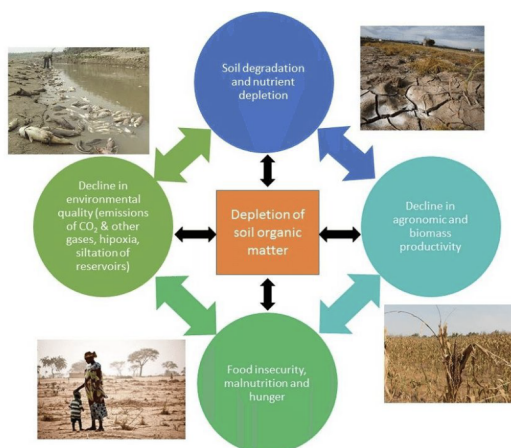 Soil degradation
and nutrient
depletion
Decline in
environmental
quality (emissions
of CO₂ & other
gases, hipoxia,
siltation of
reservoirs)
Depletion of
soil organic
matter
Decline in
agronomic and
biomass
productivity
Food insecurity,
malnutrition and
hunger